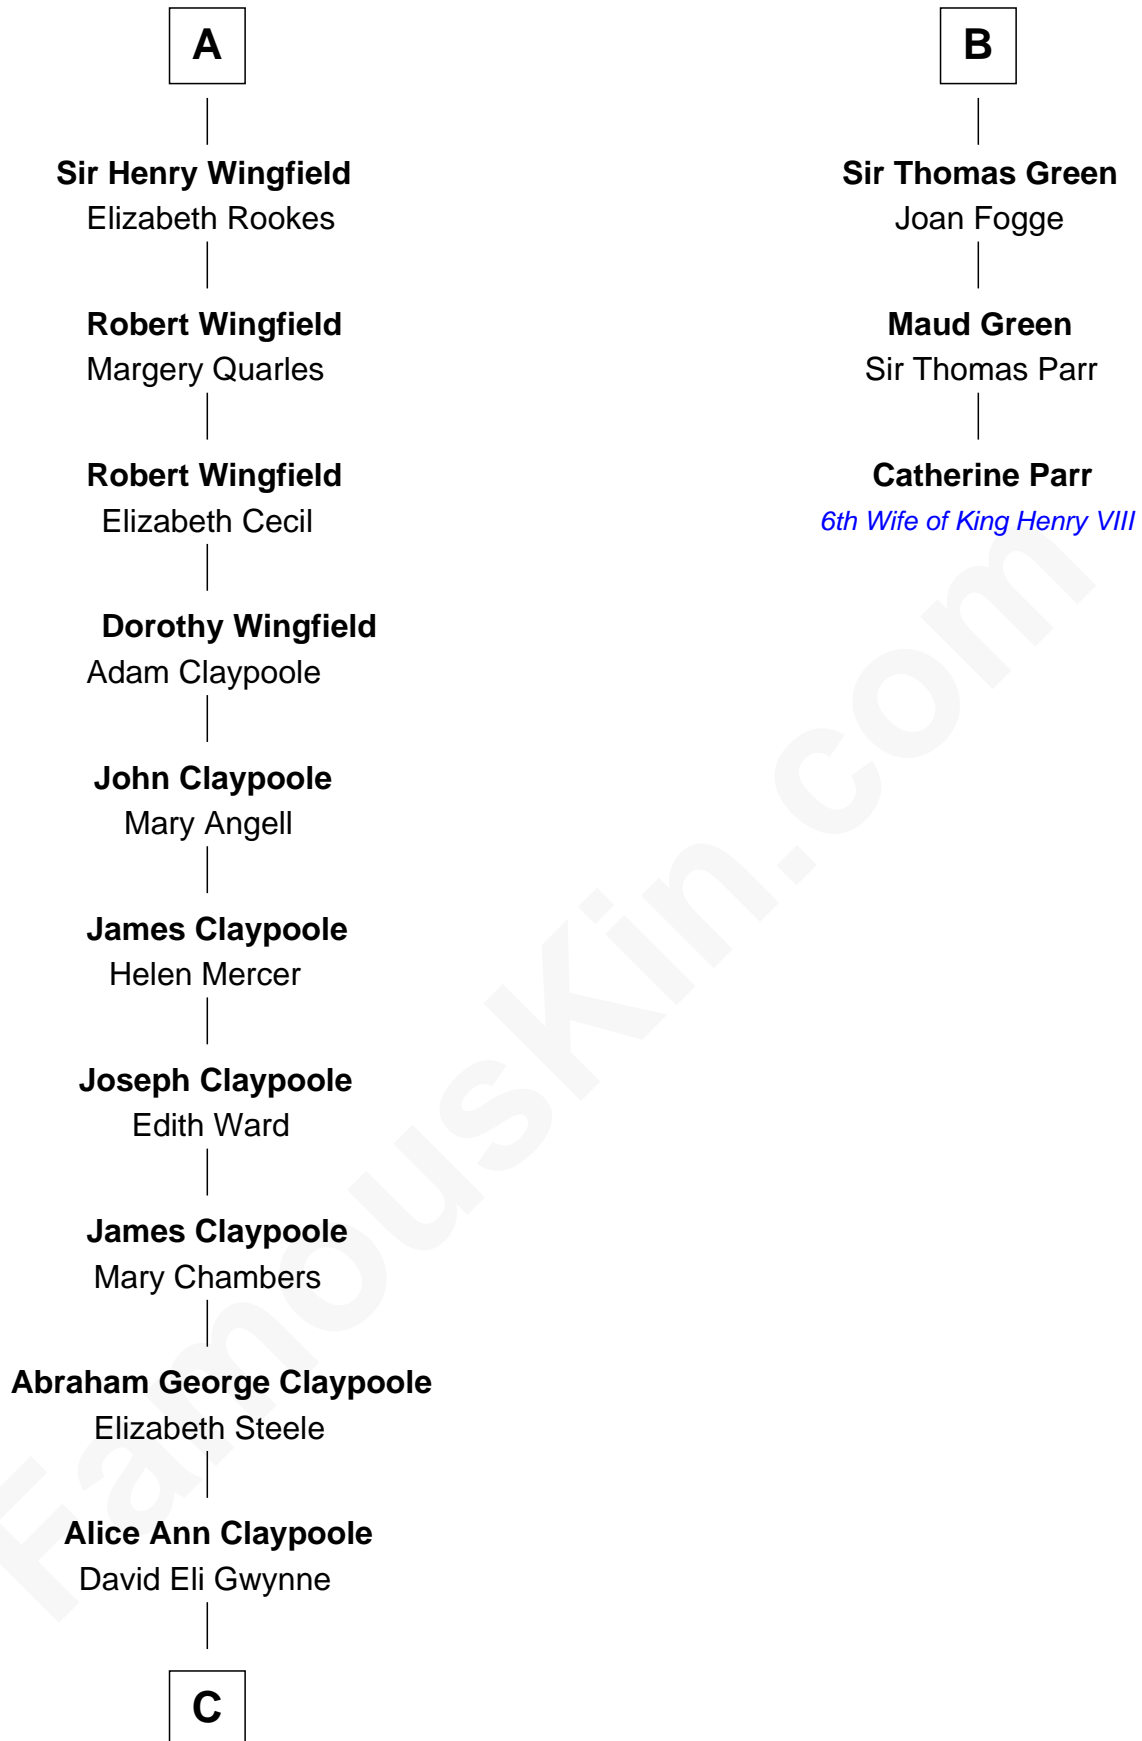 A
Sir Henry Wingfield
Elizabeth Rookes
Robert Wingfield
Margery Quarles
Robert Wingfield
Elizabeth Cecil
Dorothy Wingfield
Adam Claypoole
John Claypoole
Mary Angell
James Claypoole
Helen Mercer
Joseph Claypoole
Edith Ward
James Claypoole
Mary Chambers
Abraham George Claypoole
Elizabeth Steele
Alice Ann Claypoole
David Eli Gwynne
C
B
Sir Thomas Green
Joan Fogge
Maud Green
Sir Thomas Parr
Catherine Parr
6th Wife of King Henry VIII
FamousKin.com